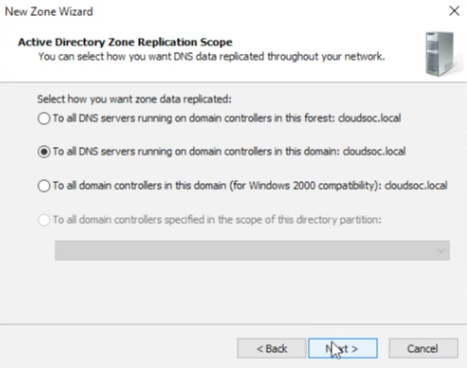 New Zone Wizard
Active Directory Zone Replication Scope
You can select how you want DNS data replicated throughout your network.
Select how you want zone data replicated:
To all DNS servers running on domain controllers in this forest: cloudsoc.local
To all DNS servers running on domain controllers in this domain: cloudsoc.local
To all domain controllers in this domain (for Windows 2000 compatibility): cloudsoc.local
To all domain controllers specified in the scope of this directory partition:
< Back
Next >
Cancel